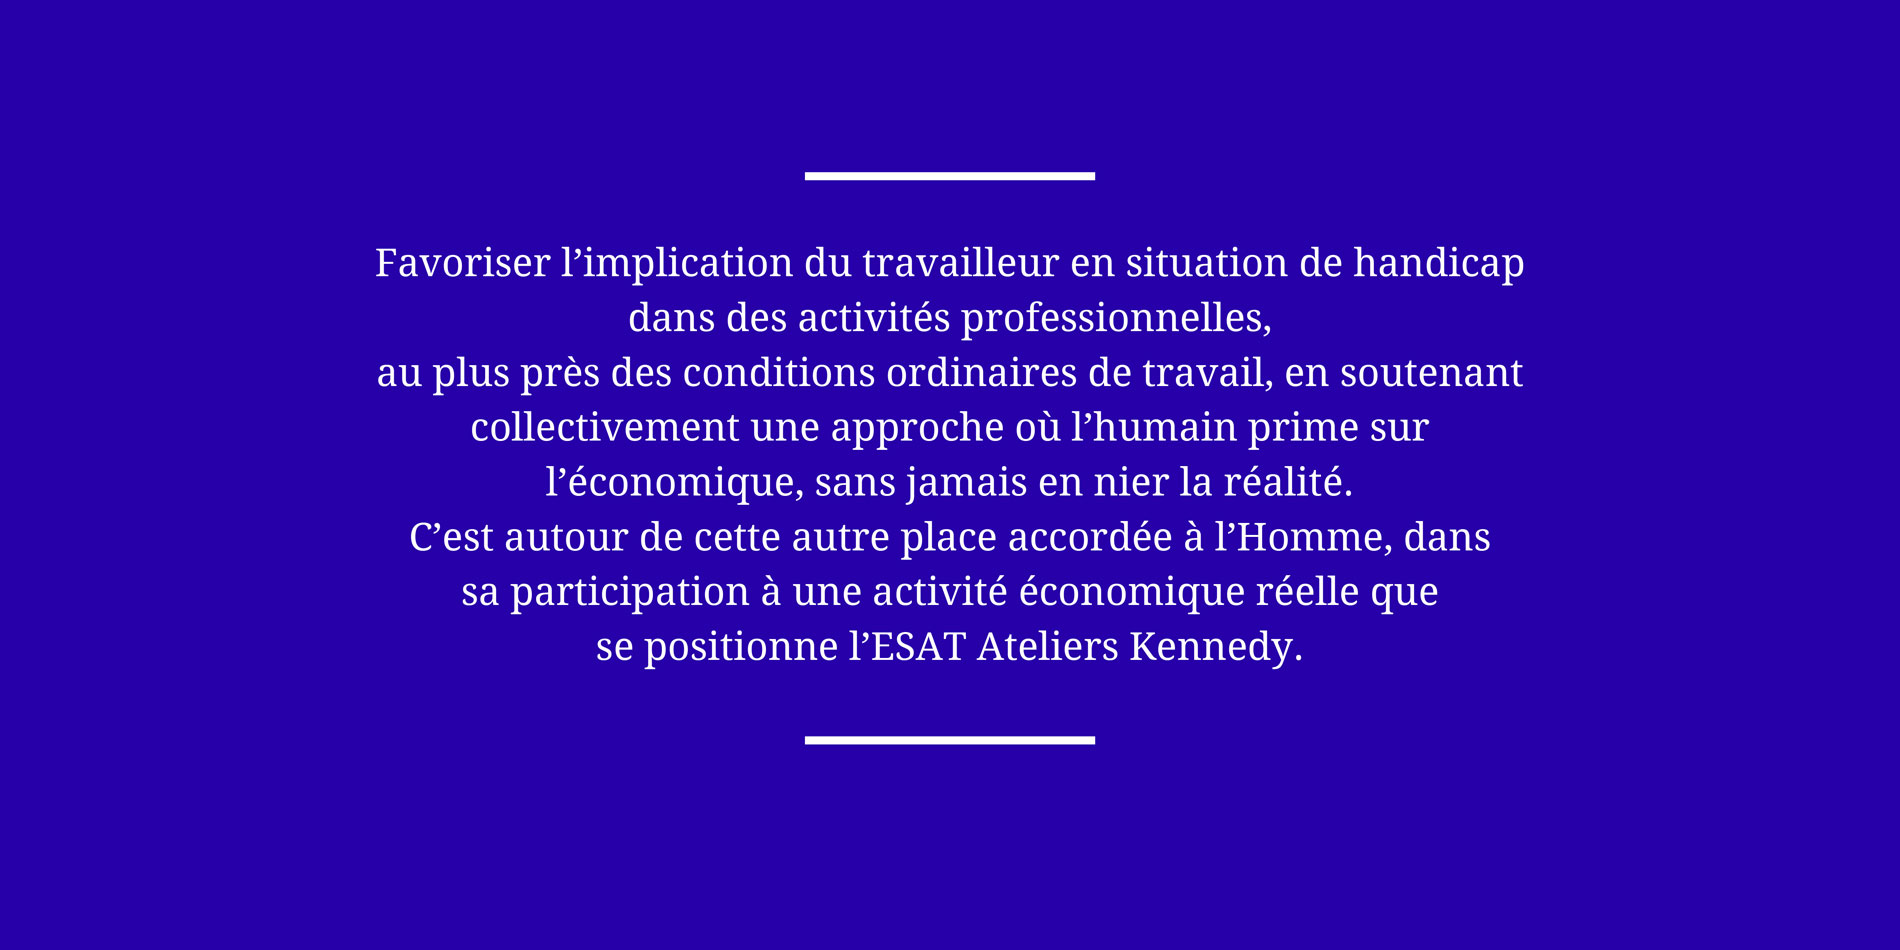 Favoriser l’implication du travailleur en situation de handicap
dans des activités professionnelles,
au plus près des conditions ordinaires de travail, en soutenant
collectivement une approche où l’humain prime sur
l’économique, sans jamais en nier la réalité.
C’est autour de cette autre place accordée à l’Homme, dans
sa participation à une activité économique réelle que
se positionne l’ESAT Ateliers Kennedy.